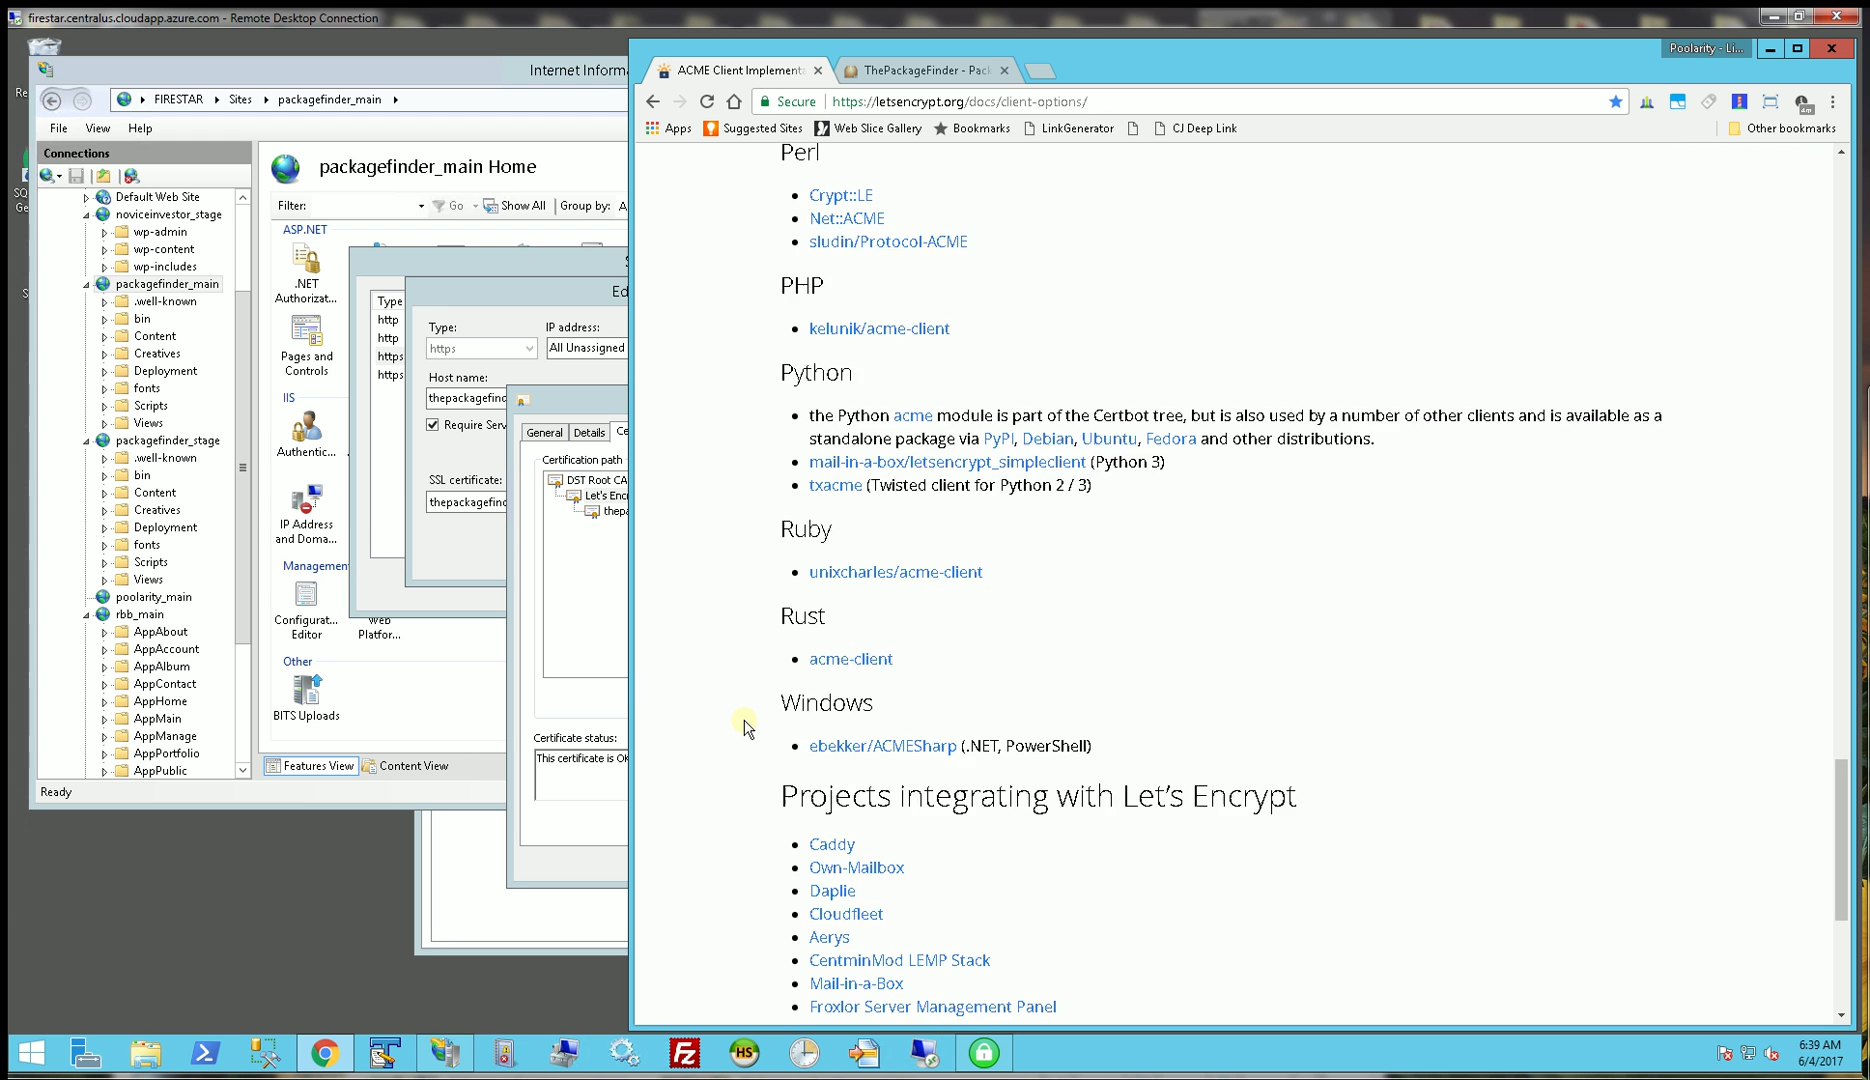 firestar.centralus.cloudapp.azure.com - Remote Desktop Connection
Internet Informa
FIRESTAR
Sites
packagefinder_main
File
View
Help
Connections
Default Web Site
noviceinvestor_stage
wp-admin
wp-content
wp-includes
packagefinder_main
.well-known
bin
Content
Creatives
Deployment
fonts
Scripts
Views
packagefinder_stage
.well-known
bin
Content
Creatives
Deployment
fonts
Scripts
Views
poolarity_main
rbb_main
AppAbout
AppAccount
AppAlbum
AppContact
AppHome
AppMain
AppManage
AppPortfolio
AppPublic
Ready
packagefinder_main Home
Filter:
Go
Show All
Group by:
ASP.NET
.NET
Authorizat...
Pages and
Controls
IIS
Authentic...
IP Address
and Doma...
Management
Configurat...
Editor
Web
Platfor...
Other
BITS Uploads
Features View
Content View
Type
http
http
https
https
Ed
Type:
https
IP address:
All Unassigned
Host name:
thepackagefind
Require Serv
SSL certificate:
thepackagefind
General
Details
Ce
Certification path
DST Root CA
Let's Enc
thepa
Certificate status:
This certificate is OK
Poolarity - Li...
ACME Client Implementa
ThePackageFinder - Pack
Secure
https://letsencrypt.org/docs/client-options/
Apps
Suggested Sites
Web Slice Gallery
Bookmarks
LinkGenerator
CJ Deep Link
Other bookmarks
Perl
Crypt::LE
Net::ACME
sludin/Protocol-ACME
PHP
kelunik/acme-client
Python
the Python acme module is part of the Certbot tree, but is also used by a number of other clients and is available as a
standalone package via PyPI, Debian, Ubuntu, Fedora and other distributions.
mail-in-a-box/letsencrypt_simpleclient (Python 3)
txacme (Twisted client for Python 2 / 3)
Ruby
unixcharles/acme-client
Rust
acme-client
Windows
ebekker/ACMESharp (.NET, PowerShell)
Projects integrating with Let's Encrypt
Caddy
Own-Mailbox
Daplie
Cloudfleet
Aerys
CentminMod LEMP Stack
Mail-in-a-Box
Froxlor Server Management Panel
6:39 AM
6/4/2017